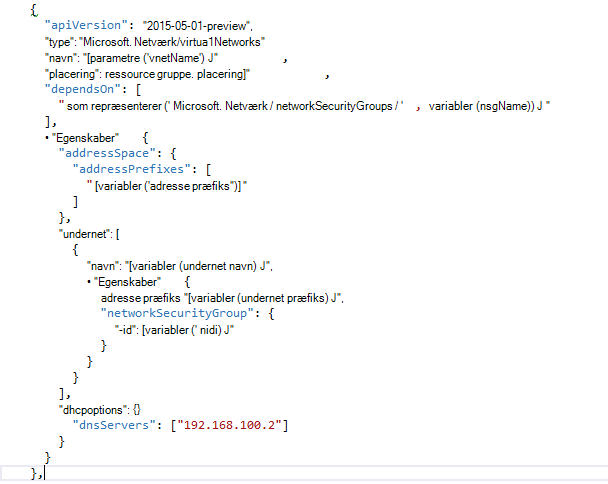 {
"apiVersion": "2015-05-01-preview",
"type": "Microsoft. Netværk/virtua1Networks"
"navn": "[parametre ('vnetName') J" ,
"placering": ressource gruppe. placering]" ,
"dependsOn": [
" som repræsenterer (' Microsoft. Netværk / networkSecurityGroups / ' , variabler (nsgName)) J "
],
• "Egenskaber" {
"addressSpace": {
"addressPrefixes": [
" [variabler ('adresse præfiks")] "
]
},
"undernet": [
{
"navn": "[variabler (undernet navn) J",
• "Egenskaber" {
adresse præfiks "[variabler (undernet præfiks) J",
"networkSecurityGroup": {
"-id": [variabler (' nidi) J"
}
}
}
],
"dhcpoptions": {}
"dnsServers": ["192.168.100.2"]
}
}
},